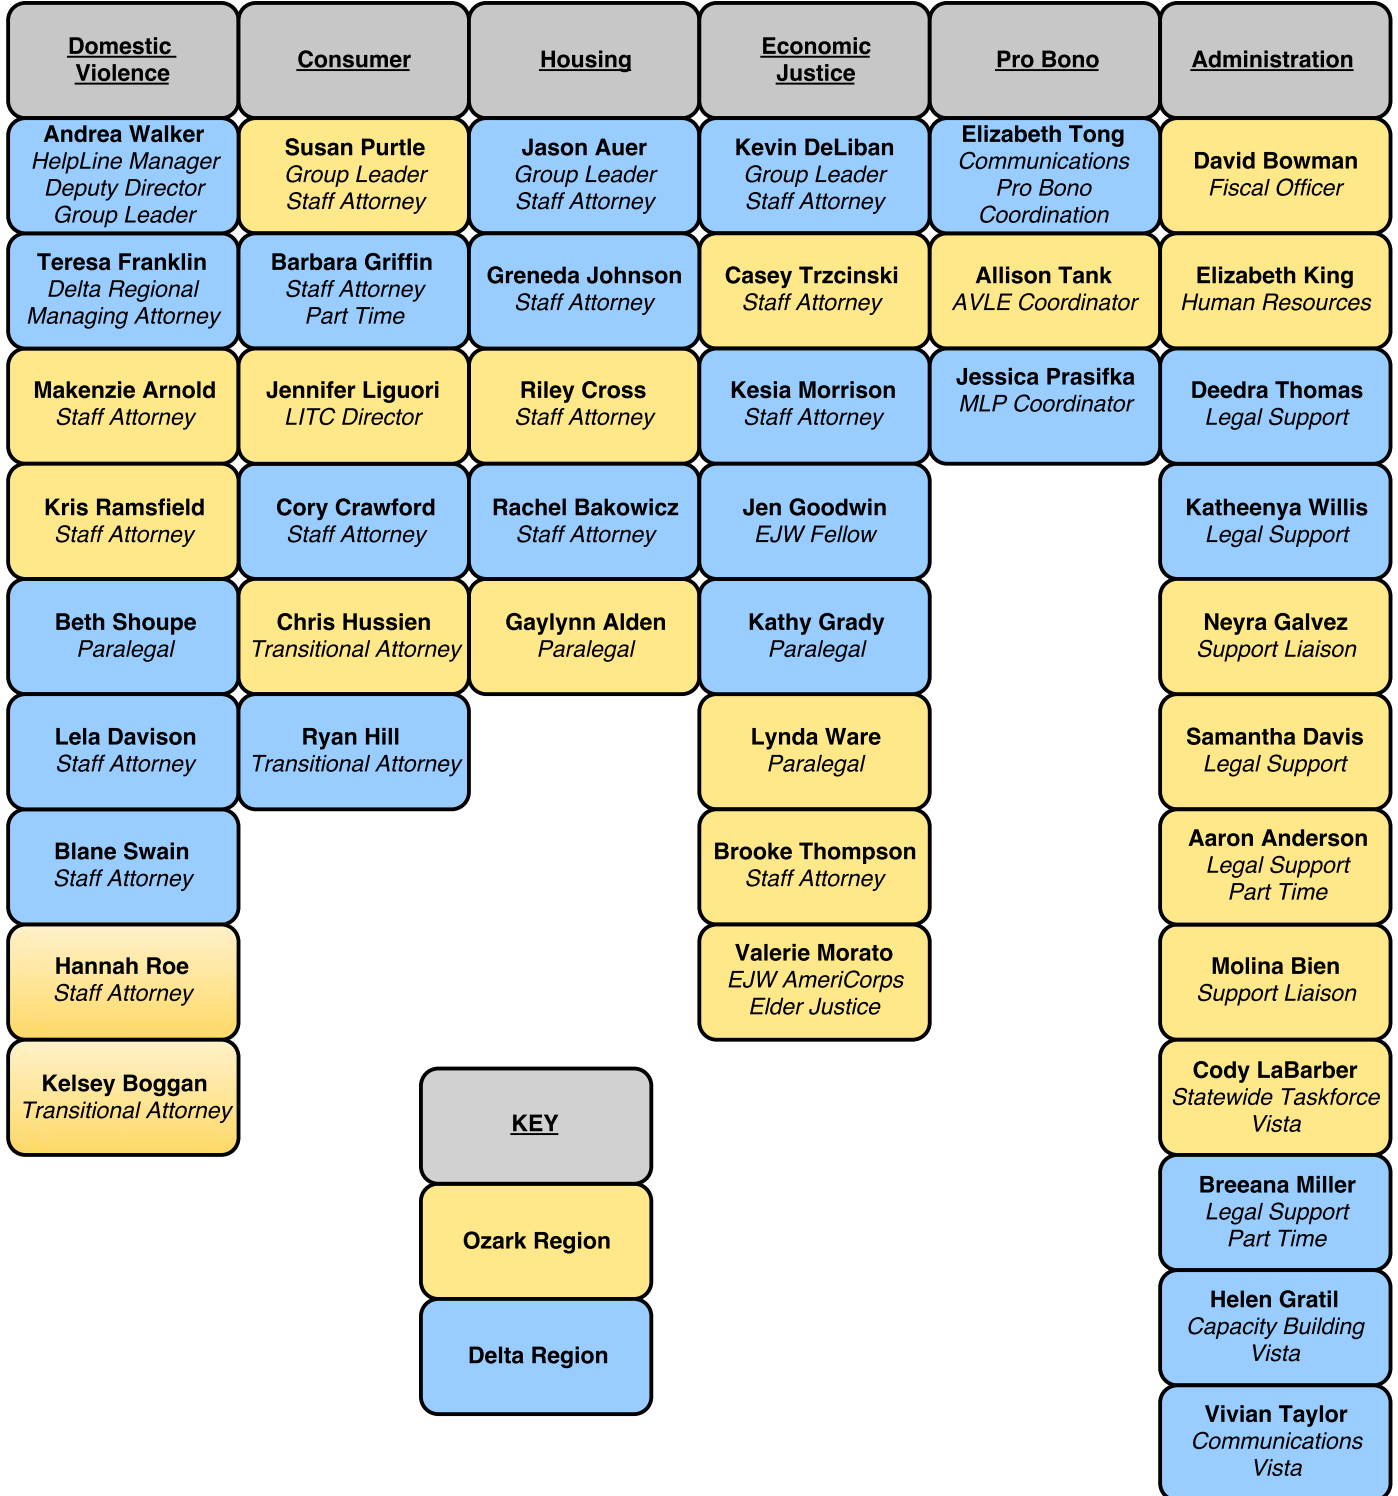 Domestic
Violence
Andrea Walker
HelpLine Manager
Deputy Director
Group Leader
Teresa Franklin
Delta Regional
Managing Attorney
Makenzie Arnold
Staff Attorney
Kris Ramsfield
Staff Attorney
Beth Shoupe
Paralegal
Lela Davison
Staff Attorney
Blane Swain
Staff Attorney
Hannah Roe
Staff Attorney
Kelsey Boggan
Transitional Attorney
Consumer
Susan Purtle
Group Leader
Staff Attorney
Barbara Griffin
Staff Attorney
Part Time
Jennifer Liguori
LITC Director
Cory Crawford
Staff Attorney
Chris Hussien
Transitional Attorney
Ryan Hill
Transitional Attorney
Housing
Jason Auer
Group Leader
Staff Attorney
Greneda Johnson
Staff Attorney
Riley Cross
Staff Attorney
Rachel Bakowicz
Staff Attorney
Gaylynn Alden
Paralegal
Economic
Justice
Kevin DeLiban
Group Leader
Staff Attorney
Casey Trzcinski
Staff Attorney
Kesia Morrison
Staff Attorney
Jen Goodwin
EJW Fellow
Kathy Grady
Paralegal
Lynda Ware
Paralegal
Brooke Thompson
Staff Attorney
Valerie Morato
EJW AmeriCorps
Elder Justice
Pro Bono
Elizabeth Tong
Communications
Pro Bono
Coordination
Allison Tank
AVLE Coordinator
Jessica Prasifka
MLP Coordinator
Administration
David Bowman
Fiscal Officer
Elizabeth King
Human Resources
Deedra Thomas
Legal Support
Katheenya Willis
Legal Support
Neyra Galvez
Support Liaison
Samantha Davis
Legal Support
Aaron Anderson
Legal Support
Part Time
Molina Bien
Support Liaison
Cody LaBarber
Statewide Taskforce
Vista
Breeana Miller
Legal Support
Part Time
Helen Gratil
Capacity Building
Vista
Vivian Taylor
Communications
Vista
KEY
Ozark Region
Delta Region